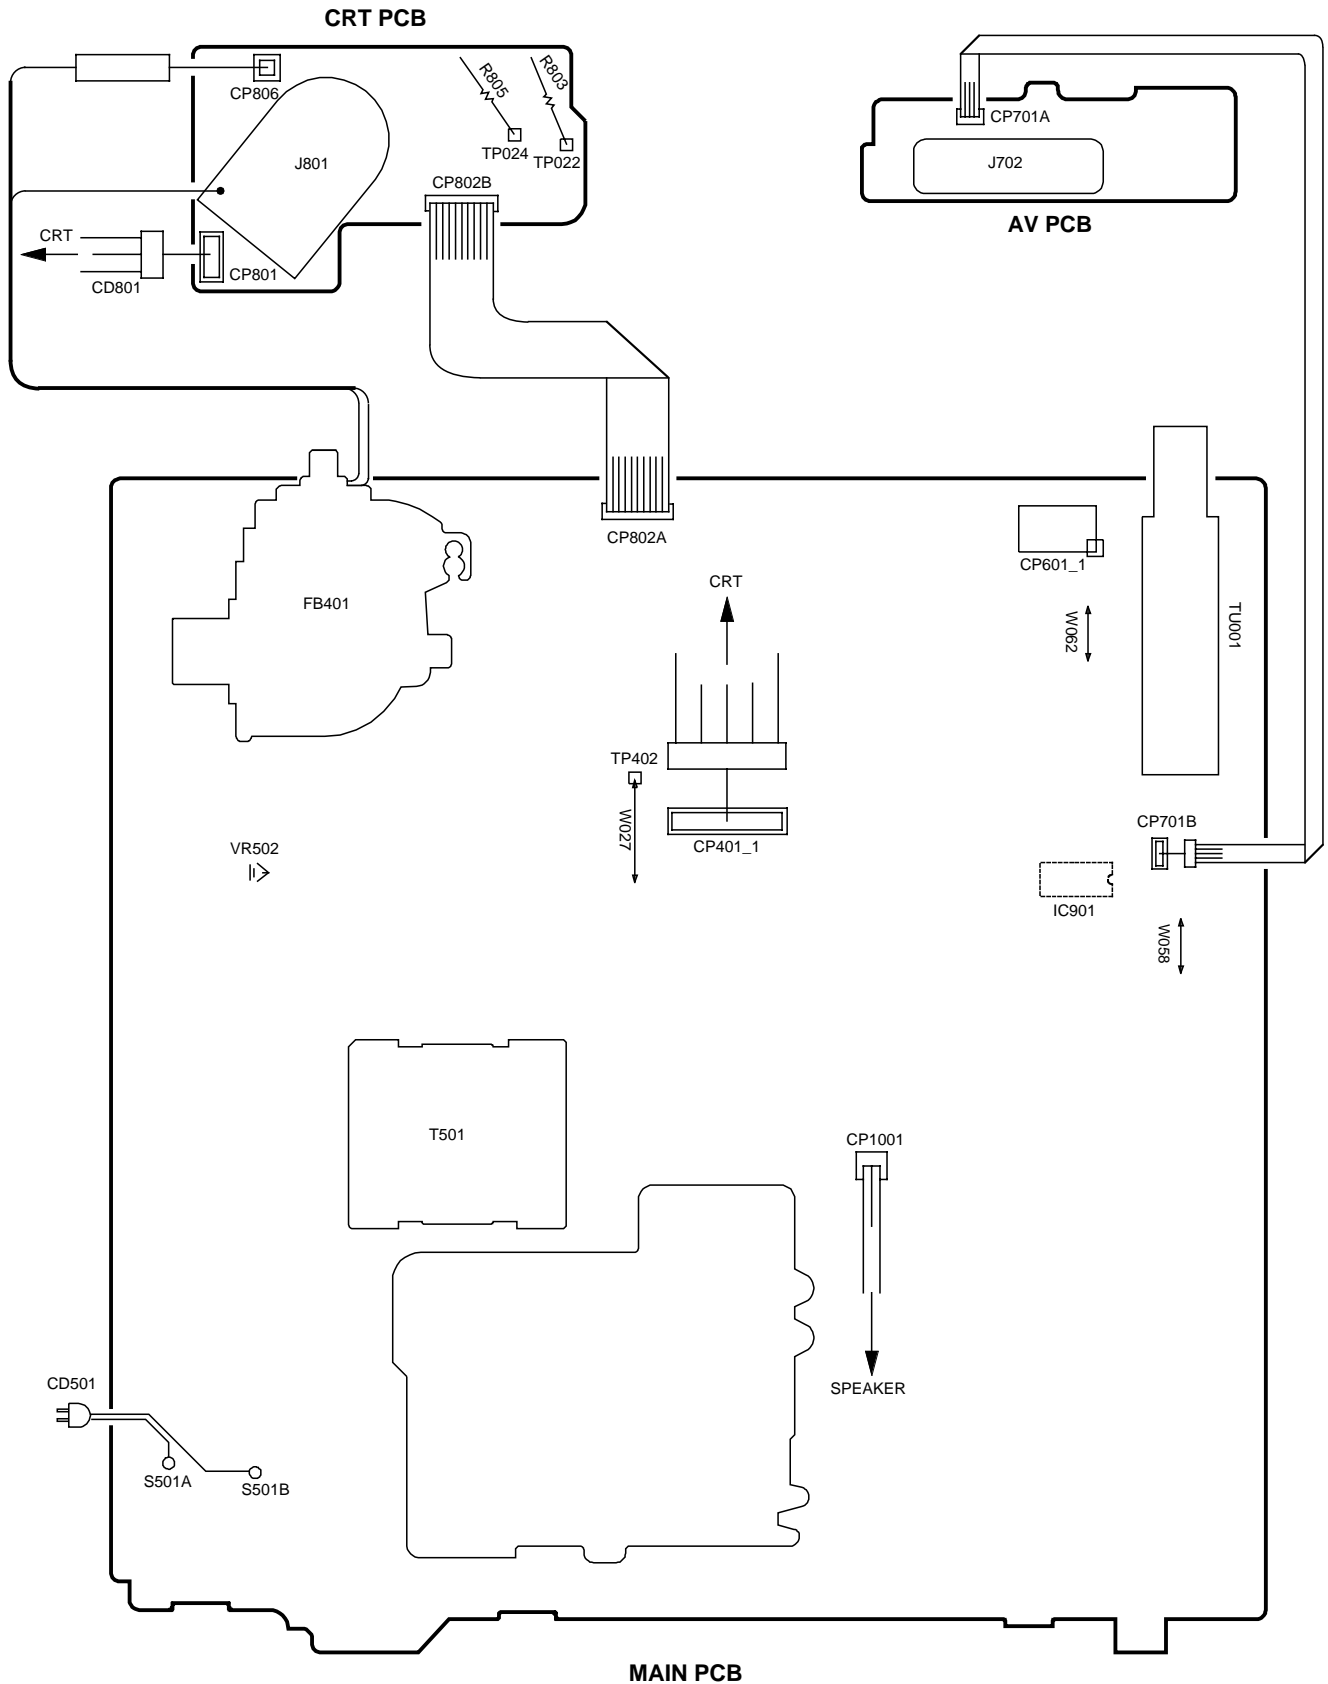 CRT PCB
CP806
R805
R803
CP701A
TP024
TP022
J801
J702
CP802B
AV PCB
CRT
CP801
CD801
CP802A
CP601_1
CRT
FB401
W062
TU001
TP402
W027
CP701B
CP401_1
VR502
IC901
W058
T501
CP1001
SPEAKER
CD501
S501A
S501B
MAIN PCB